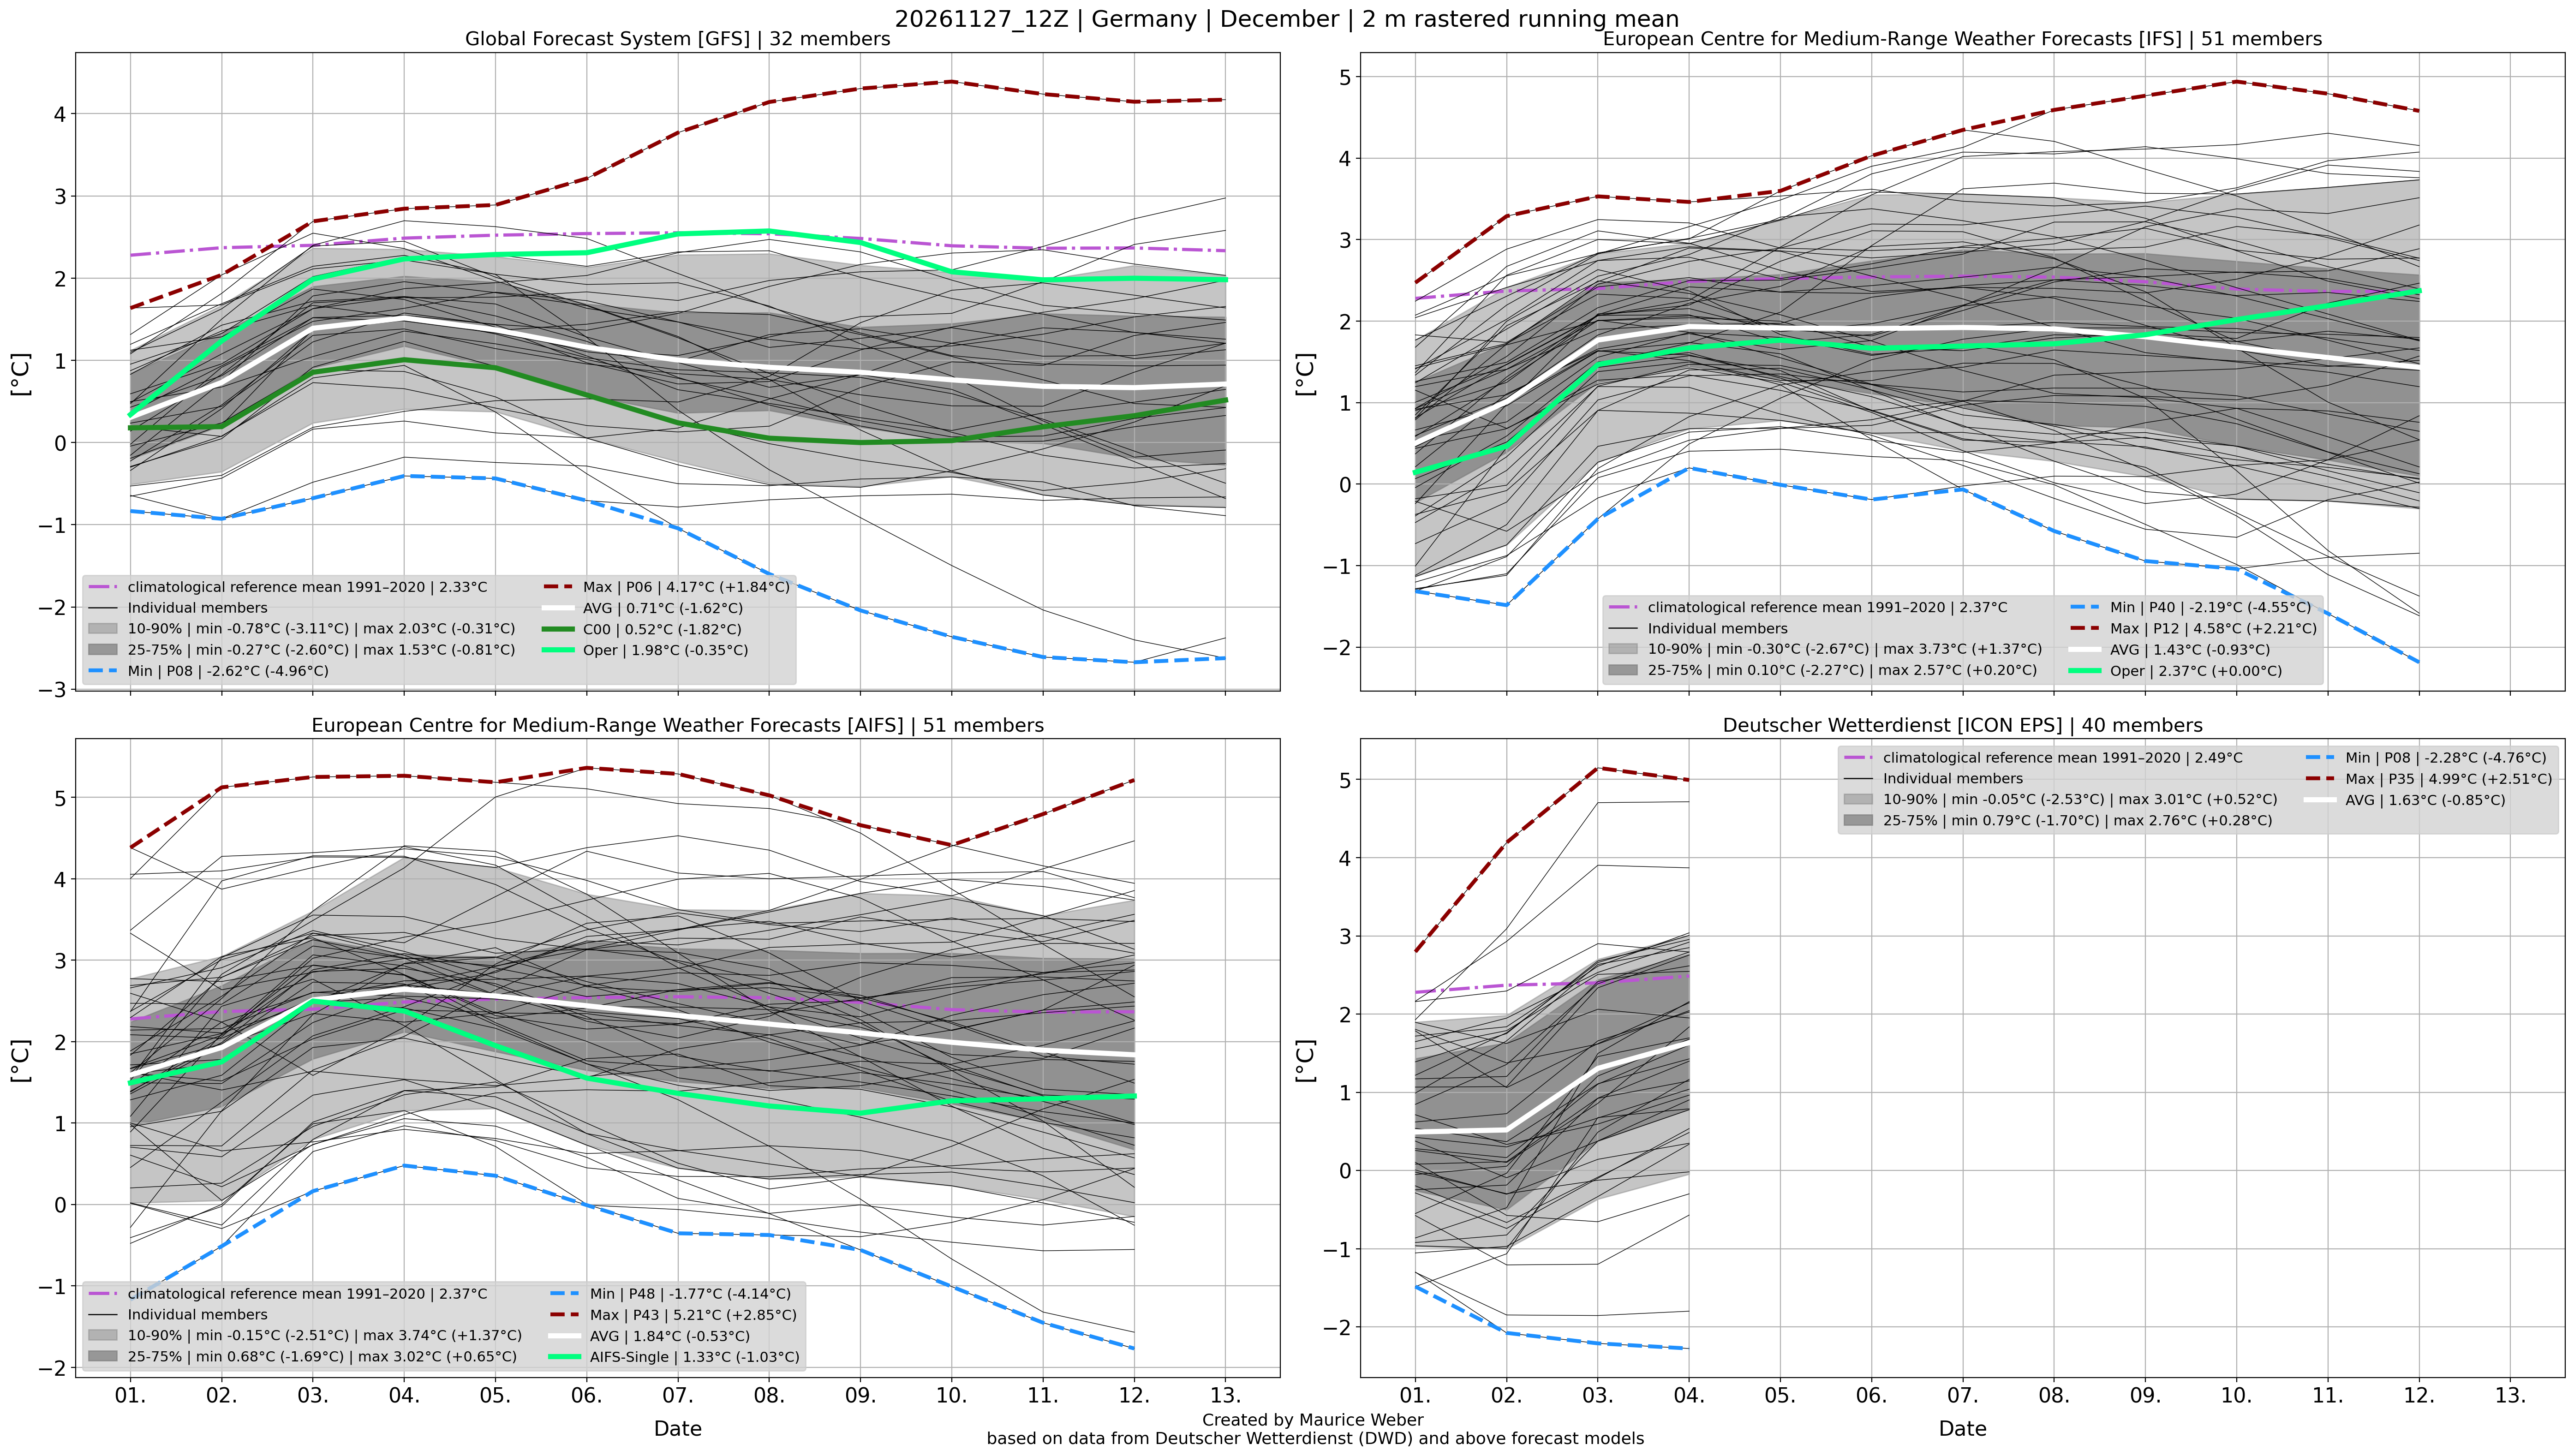 20261127_12Z | Germany | December | 2 m rastered running mean
Global Forecast System [GFS] | 32 members
[°C]
4
3
2
1
0
−1
−2
−3
climatological reference mean 1991–2020 | 2.33°C
Individual members
10-90% | min -0.78°C (-3.11°C) | max 2.03°C (-0.31°C)
25-75% | min -0.27°C (-2.60°C) | max 1.53°C (-0.81°C)
Min | P08 | -2.62°C (-4.96°C)
Max | P06 | 4.17°C (+1.84°C)
AVG | 0.71°C (-1.62°C)
C00 | 0.52°C (-1.82°C)
Oper | 1.98°C (-0.35°C)
European Centre for Medium-Range Weather Forecasts [IFS] | 51 members
[°C]
5
4
3
2
1
0
−1
−2
climatological reference mean 1991–2020 | 2.37°C
Individual members
10-90% | min -0.30°C (-2.67°C) | max 3.73°C (+1.37°C)
25-75% | min 0.10°C (-2.27°C) | max 2.57°C (+0.20°C)
Min | P40 | -2.19°C (-4.55°C)
Max | P12 | 4.58°C (+2.21°C)
AVG | 1.43°C (-0.93°C)
Oper | 2.37°C (+0.00°C)
European Centre for Medium-Range Weather Forecasts [AIFS] | 51 members
[°C]
5
4
3
2
1
0
−1
−2
climatological reference mean 1991–2020 | 2.37°C
Individual members
10-90% | min -0.15°C (-2.51°C) | max 3.74°C (+1.37°C)
25-75% | min 0.68°C (-1.69°C) | max 3.02°C (+0.65°C)
Min | P48 | -1.77°C (-4.14°C)
Max | P43 | 5.21°C (+2.85°C)
AVG | 1.84°C (-0.53°C)
AIFS-Single | 1.33°C (-1.03°C)
01. 02. 03. 04. 05. 06. 07. 08. 09. 10. 11. 12. 13.
Date
Deutscher Wetterdienst [ICON EPS] | 40 members
[°C]
5
4
3
2
1
0
−1
−2
climatological reference mean 1991–2020 | 2.49°C
Individual members
10-90% | min -0.05°C (-2.53°C) | max 3.01°C (+0.52°C)
25-75% | min 0.79°C (-1.70°C) | max 2.76°C (+0.28°C)
Min | P08 | -2.28°C (-4.76°C)
Max | P35 | 4.99°C (+2.51°C)
AVG | 1.63°C (-0.85°C)
01. 02. 03. 04. 05. 06. 07. 08. 09. 10. 11. 12. 13.
Date
Created by Maurice Weber
based on data from Deutscher Wetterdienst (DWD) and above forecast models